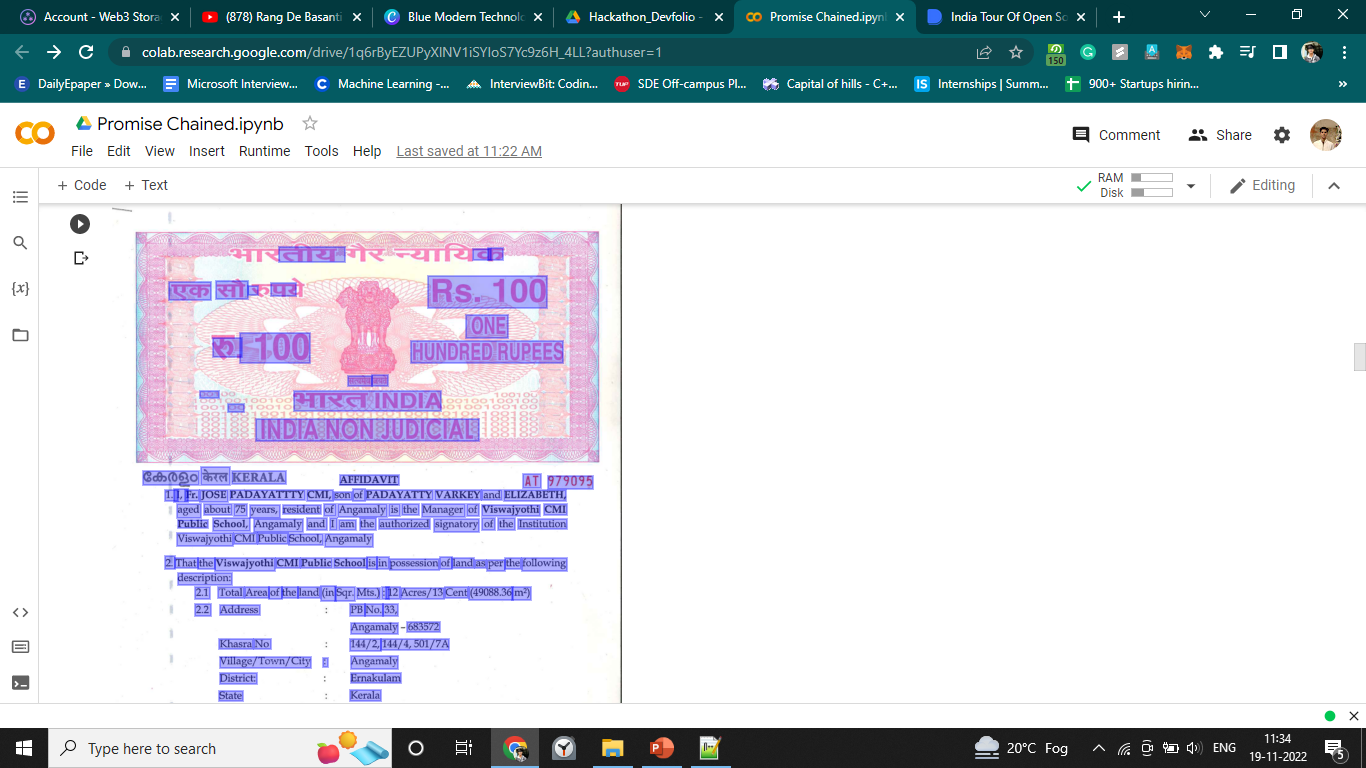 Account - Web3 Stora
(878) Rang De Basanti
Blue Modern Technolo
Hackathon_Devfolio -
Promise Chained.ipynb
India Tour Of Open So
colab.research.google.com/drive/1q6rByEZUPyXINV1iSYIoS7Yc9z6H_4LL?authuser=1
150
DailyEpaper » Dow...
Microsoft Interview...
Machine Learning -...
InterviewBit: Codin...
SDE Off-campus Pl...
Capital of hills - C+...
Internships | Summ...
900+ Startups hirin...
Promise Chained.ipynb
Comment
Share
File Edit View Insert Runtime Tools Help Last saved at 11:22 AM
+ Code + Text
RAM
Disk
Editing
भारतीय गैर न्यायिक
एक सौ रुपये
Rs. 100
ONE
रु. 100
HUNDRED RUPEES
भारत INDIA
INDIA NON JUDICIAL
കേരളം केरल KERALA
AFFIDAVIT
AT 979095
1. I, Fr. JOSE PADAYATTTY CMI, son of PADAYATTY VARKEY and ELIZABETH,
aged about 75 years, resident of Angamaly is the Manager of Viswajyothi CMI
Public School, Angamaly and I am the authorized signatory of the Institution
Viswajyothi CMI Public School, Angamaly
2. That the Viswajyothi CMI Public School is in possession of land as per the following
description:
2.1 Total Area of the land (in Sqr. Mts.) : 12 Acres/13 Cent (49088.36 m²)
2.2 Address : PB No. 33,
Angamaly – 683572
Khasra No : 144/2, 144/4, 501/7A
Village/Town/City : Angamaly
District: : Ernakulam
State : Kerala
Type here to search
20°C Fog
ENG
11:34
19-11-2022
5